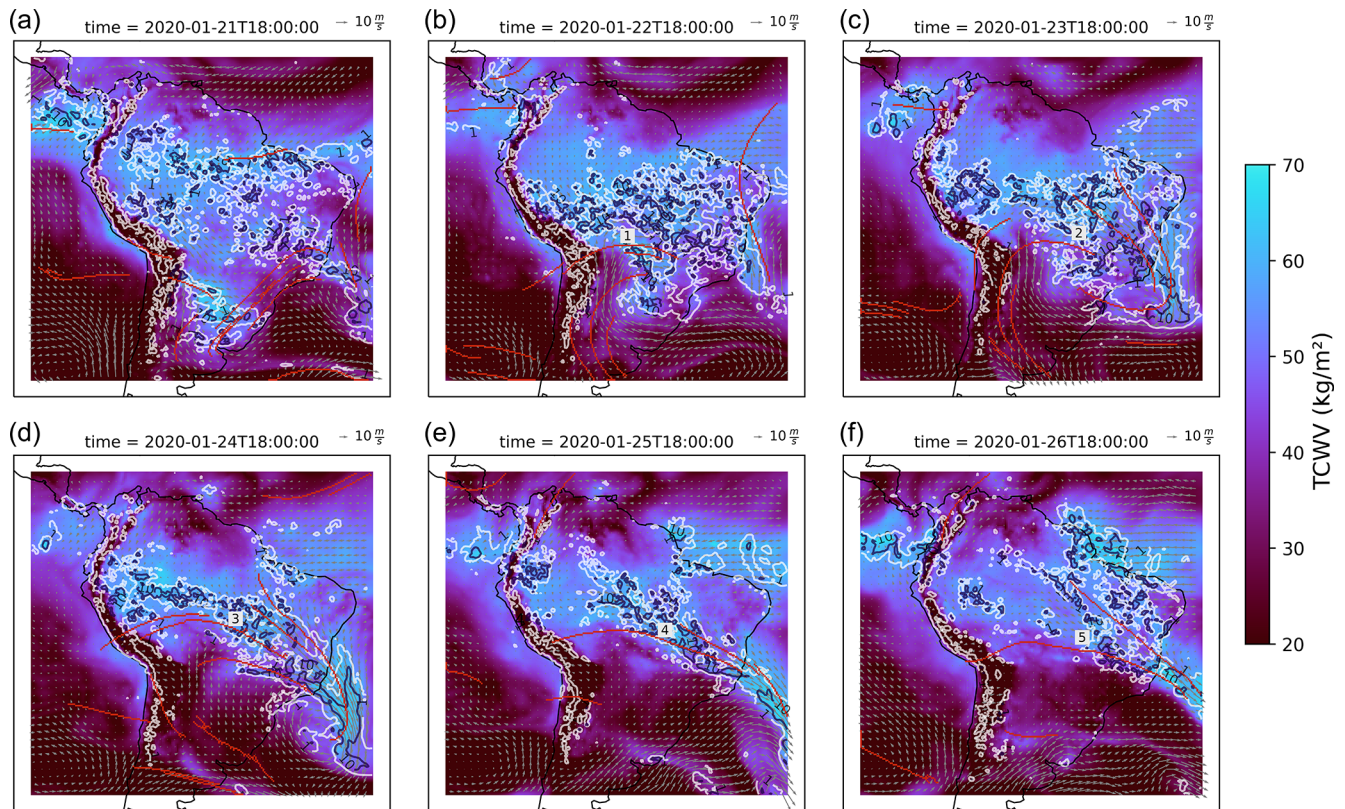 (a)
time = 2020-01-21T18:00:00
10 m/s
(b)
time = 2020-01-22T18:00:00
10 m/s
1
(c)
time = 2020-01-23T18:00:00
10 m/s
2
(d)
time = 2020-01-24T18:00:00
10 m/s
3
(e)
time = 2020-01-25T18:00:00
10 m/s
4
(f)
time = 2020-01-26T18:00:00
10 m/s
5
70
60
50
40
30
20
TCWV (kg/m²)